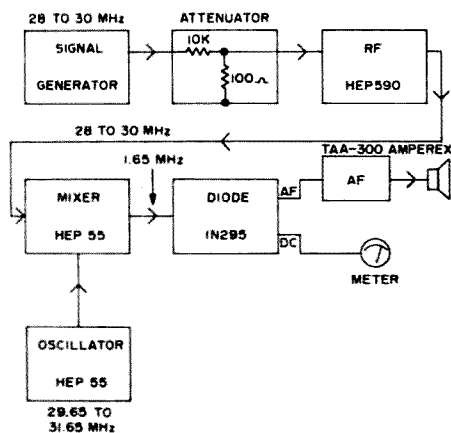 28 TO 30 MHz
ATTENUATOR
SIGNAL
GENERATOR
10K
100Ω
RF
HEP590
28 TO 30 MHz
1.65 MHz
TAA-300 AMPEREX
MIXER
HEP 55
DIODE
IN295
AF
DC
AF
METER
OSCILLATOR
HEP 55
29.65 TO
31.65 MHz